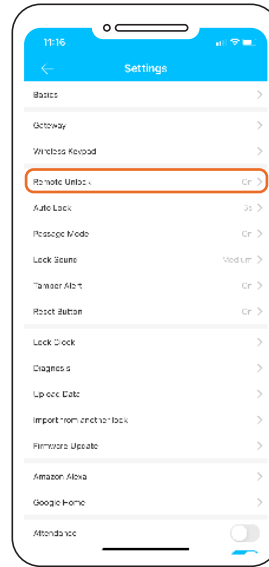 11:16
Settings
Basics >
Gateway >
Wireless Keypad >
Remote Unlock On >
Auto Lock 5s >
Passage Mode On >
Lock Sound Medium >
Tamper Alert On >
Reset Button On >
Lock Clock >
Diagnosis >
Upload Data >
Import from another lock >
Firmware Update >
Amazon Alexa >
Google Home >
Attendance